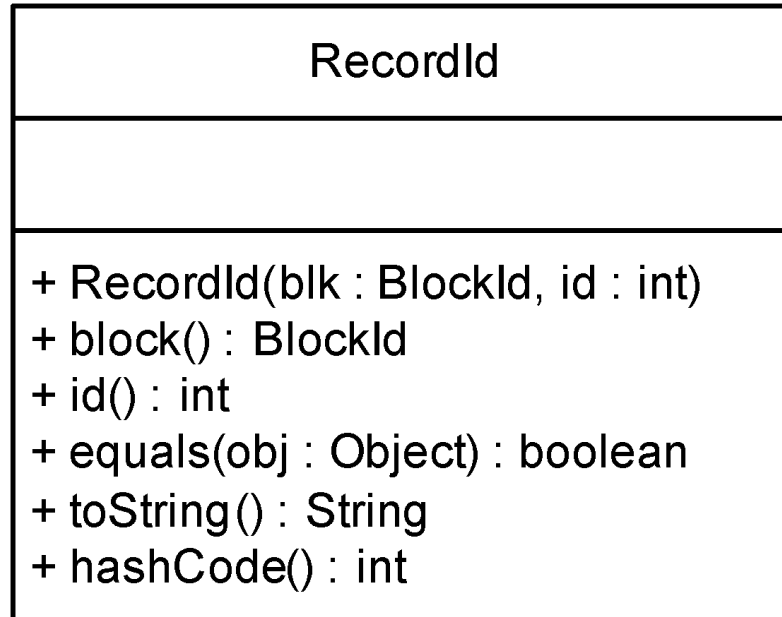 RecordId
+ RecordId(blk : BlockId, id : int)
+ block() : BlockId
+ id() : int
+ equals(obj : Object) : boolean
+ toString() : String
+ hashCode() : int